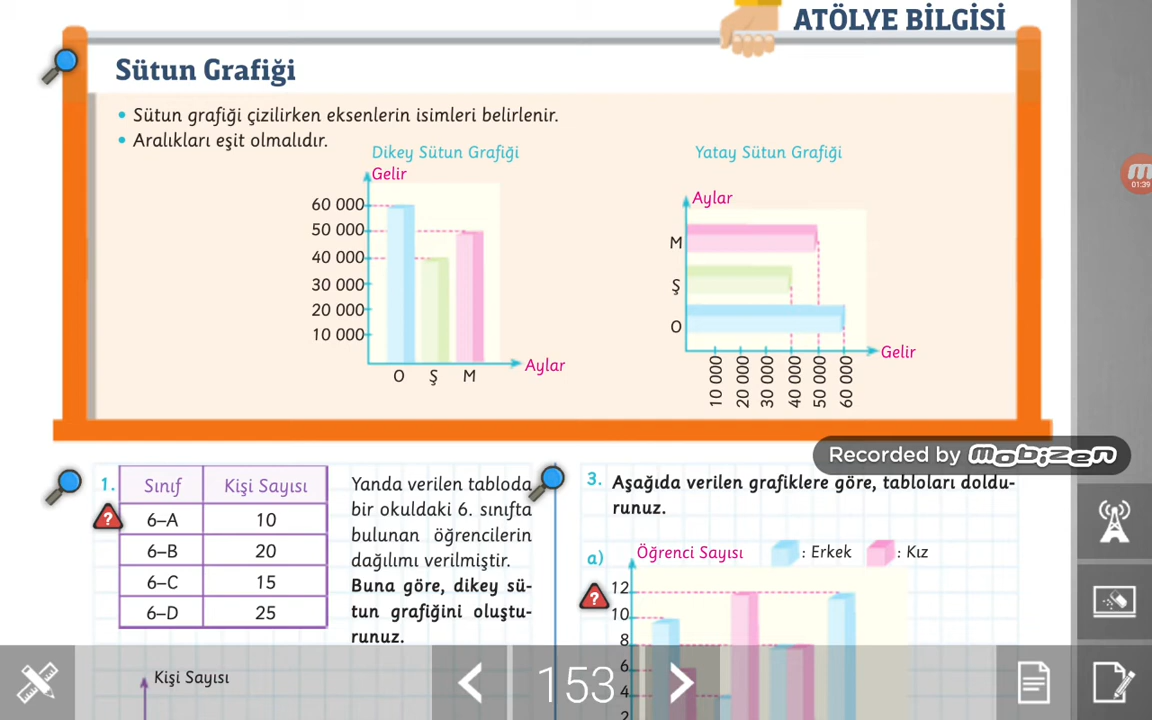 ATÖLYE BİLGİSİ
Sütun Grafiği
• Sütun grafiği çizilirken eksenlerin isimleri belirlenir.
• Aralıkları eşit olmalıdır.
Dikey Sütun Grafiği
Gelir
60 000
50 000
40 000
30 000
20 000
10 000
O Ş M
Aylar
Yatay Sütun Grafiği
Aylar
M
Ş
O
Gelir
10 000
20 000
30 000
40 000
50 000
60 000
m
01:39
Recorded by mobizen
1.
Sınıf Kişi Sayısı
6–A 10
6–B 20
6–C 15
6–D 25
?
Yanda verilen tabloda
bir okuldaki 6. sınıfta
bulunan öğrencilerin
dağılımı verilmiştir.
Buna göre, dikey sü-
tun grafiğini oluştu-
runuz.
Kişi Sayısı
3. Aşağıda verilen grafiklere göre, tabloları doldu-
runuz.
a) Öğrenci Sayısı : Erkek : Kız
?
12
10
8
6
4
2
153